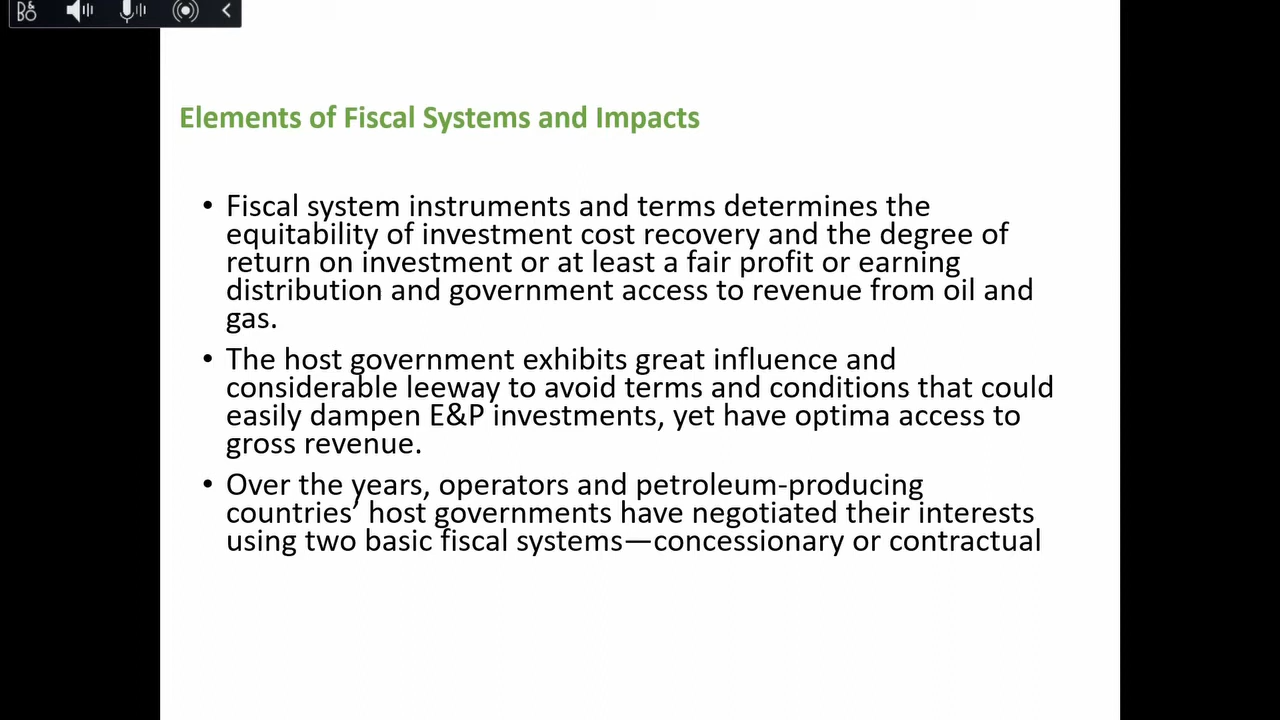 B&O
Elements of Fiscal Systems and Impacts
• Fiscal system instruments and terms determines the
equitability of investment cost recovery and the degree of
return on investment or at least a fair profit or earning
distribution and government access to revenue from oil and
gas.
• The host government exhibits great influence and
considerable leeway to avoid terms and conditions that could
easily dampen E&P investments, yet have optima access to
gross revenue.
• Over the years, operators and petroleum-producing
countries’ host governments have negotiated their interests
using two basic fiscal systems—concessionary or contractual